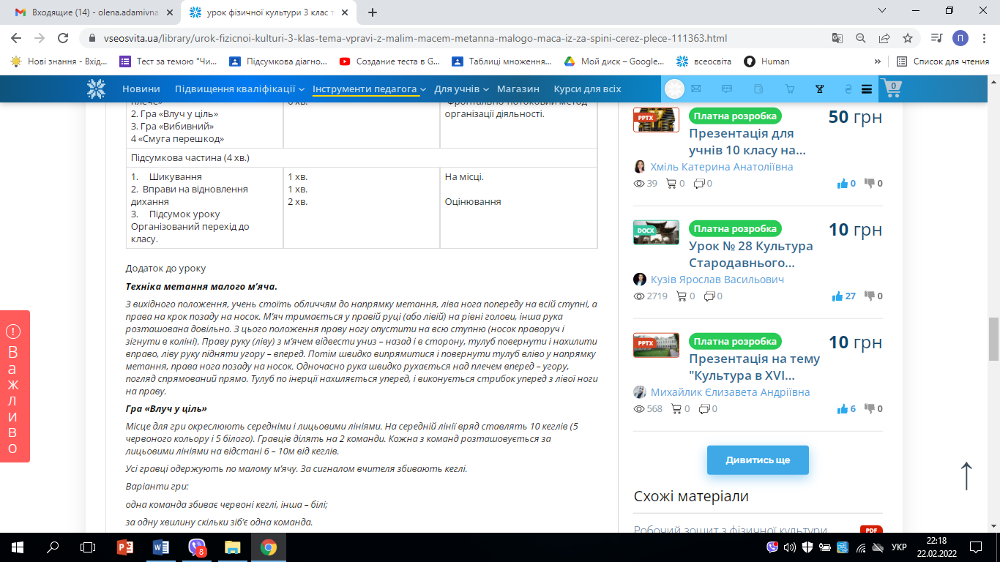 Входящие (14) - olena.adamivna
урок фізичної культури 3 клас т
vseosvita.ua/library/urok-fizicnoi-kulturi-3-klas-tema-vpravi-z-malim-macem-metanna-malogo-maca-iz-za-spini-cerez-plece-111363.html
П
Нові знання – Вхід...
Тест за темою "Чи...
Підсумкова діагно...
Создание теста в G...
Таблиці множення...
Мой диск – Google...
всеосвіта
Human
»
Список для чтения
Новини
Підвищення кваліфікації
Інструменти педагога
Для учнів
Магазин
Курси для всіх
0
2. Гра «Влуч у ціль»
3. Гра «Вибивний»
4 «Смуга перешкод»
організації діяльності.
Підсумкова частина (4 хв.)
1. Шикування
2. Вправи на відновлення
дихання
3. Підсумок уроку
Організований перехід до
класу.
1 хв.
1 хв.
2 хв.
На місці.
Оцінювання
Додаток до уроку
Техніка метання малого м'яча.
З вихідного положення, учень стоїть обличчям до напрямку метання, ліва нога попереду на всій ступні, а
права на крок позаду на носок. М'яч тримається у правій руці (або лівій) на рівні голови, інша рука
розташована довільно. З цього положення праву ногу опустити на всю ступню (носок праворуч і
зігнути в коліні). Праву руку (ліву) з м'ячем відвести униз – назад і в сторону, тулуб повернути і нахилити
вправо, ліву руку підняти угору – вперед. Потім швидко випрямитися і повернути тулуб вліво у напрямку
метання, права нога позаду на носок. Одночасно рука швидко рухається над плечем вперед – угору,
погляд спрямований прямо. Тулуб по інерції нахиляється уперед, і виконується стрибок уперед з лівої ноги
на праву.
Гра «Влуч у ціль»
Місце для гри окреслюють середніми і лицьовими лініями. На середній лінії вряд ставлять 10 кеглів (5
червоного кольору і 5 білого). Гравців ділять на 2 команди. Кожна з команд розташовується за
лицьовими лініями на відстані 6 – 10м від кеглів.
Усі гравці одержують по малому м'ячу. За сигналом вчителя збивають кеглі.
Варіанти гри:
одна команда збиває червоні кеглі, інша – білі;
за одну хвилину скільки зіб'є одна команда.
Важливо
PPTX
Платна розробка
50 грн
Презентація для
учнів 10 класу на...
Хміль Катерина Анатоліївна
39 0 0 0 0
DOCX
Платна розробка
10 грн
Урок № 28 Культура
Стародавнього...
Кузів Ярослав Васильович
2719 0 0 27 0
PPTX
Платна розробка
10 грн
Презентація на тему
"Культура в XVI...
Михайлик Єлизавета Андріївна
568 0 0 6 0
Дивитись ще
Схожі матеріали
Робочий зошит з фізичної культури
PDF
8
УКР
22:18
22.02.2022